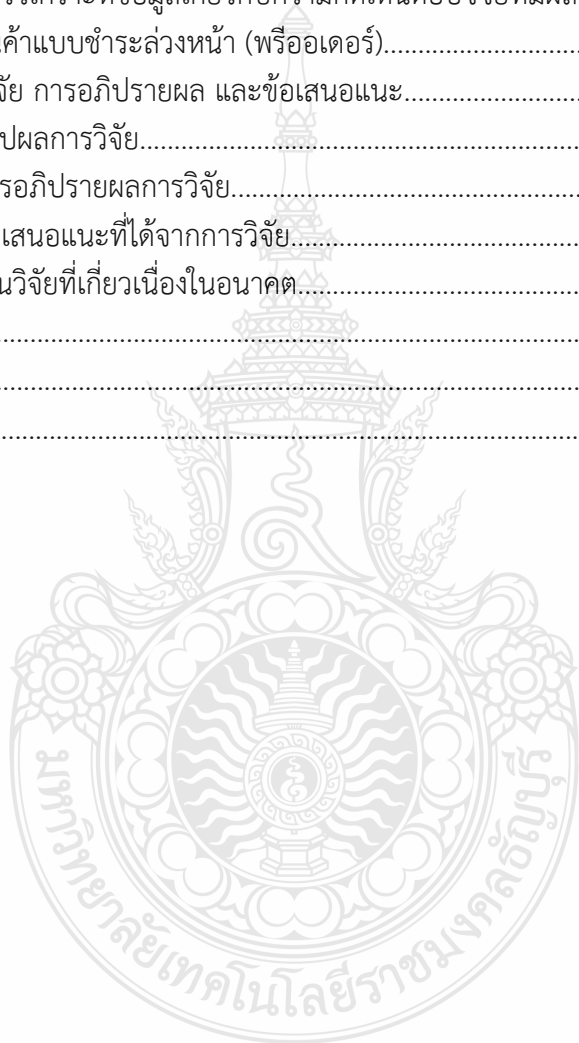 ค้าแบบชำระล่วงหน้า (พรีออเดอร์)..............................
จัย การอภิปรายผล และข้อเสนอแนะ..............................
ปผลการวิจัย..............................
รอภิปรายผลการวิจัย..............................
เสนอแนะที่ได้จากการวิจัย..............................
นวิจัยที่เกี่ยวเนื่องในอนาคต..............................
..............................
..............................
..............................
มหาวิทยาลัยเทคโนโลยีราชมงคลธัญบุรี